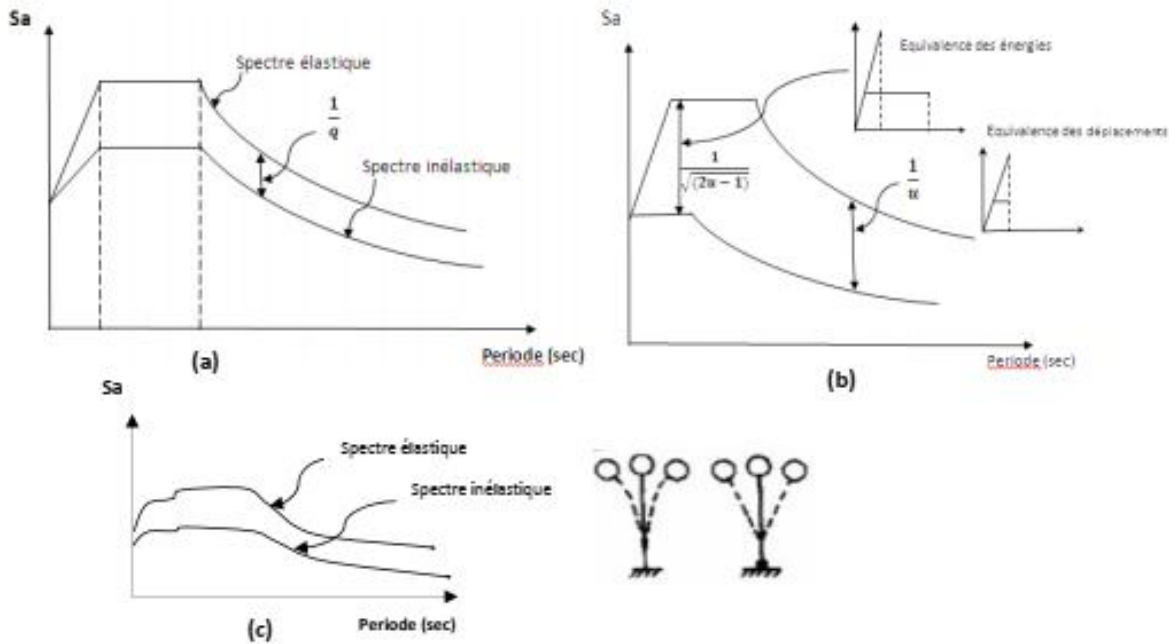 Sa
Spectre élastique
1
q
Spectre inélastique
Periode (sec)
(a)
Sa
Equivalence des énergies
Equivalence des déplacements
1
√(2u − 1)
1
u
Periode (sec)
(b)
Sa
Spectre élastique
Spectre inélastique
Periode (sec)
(c)